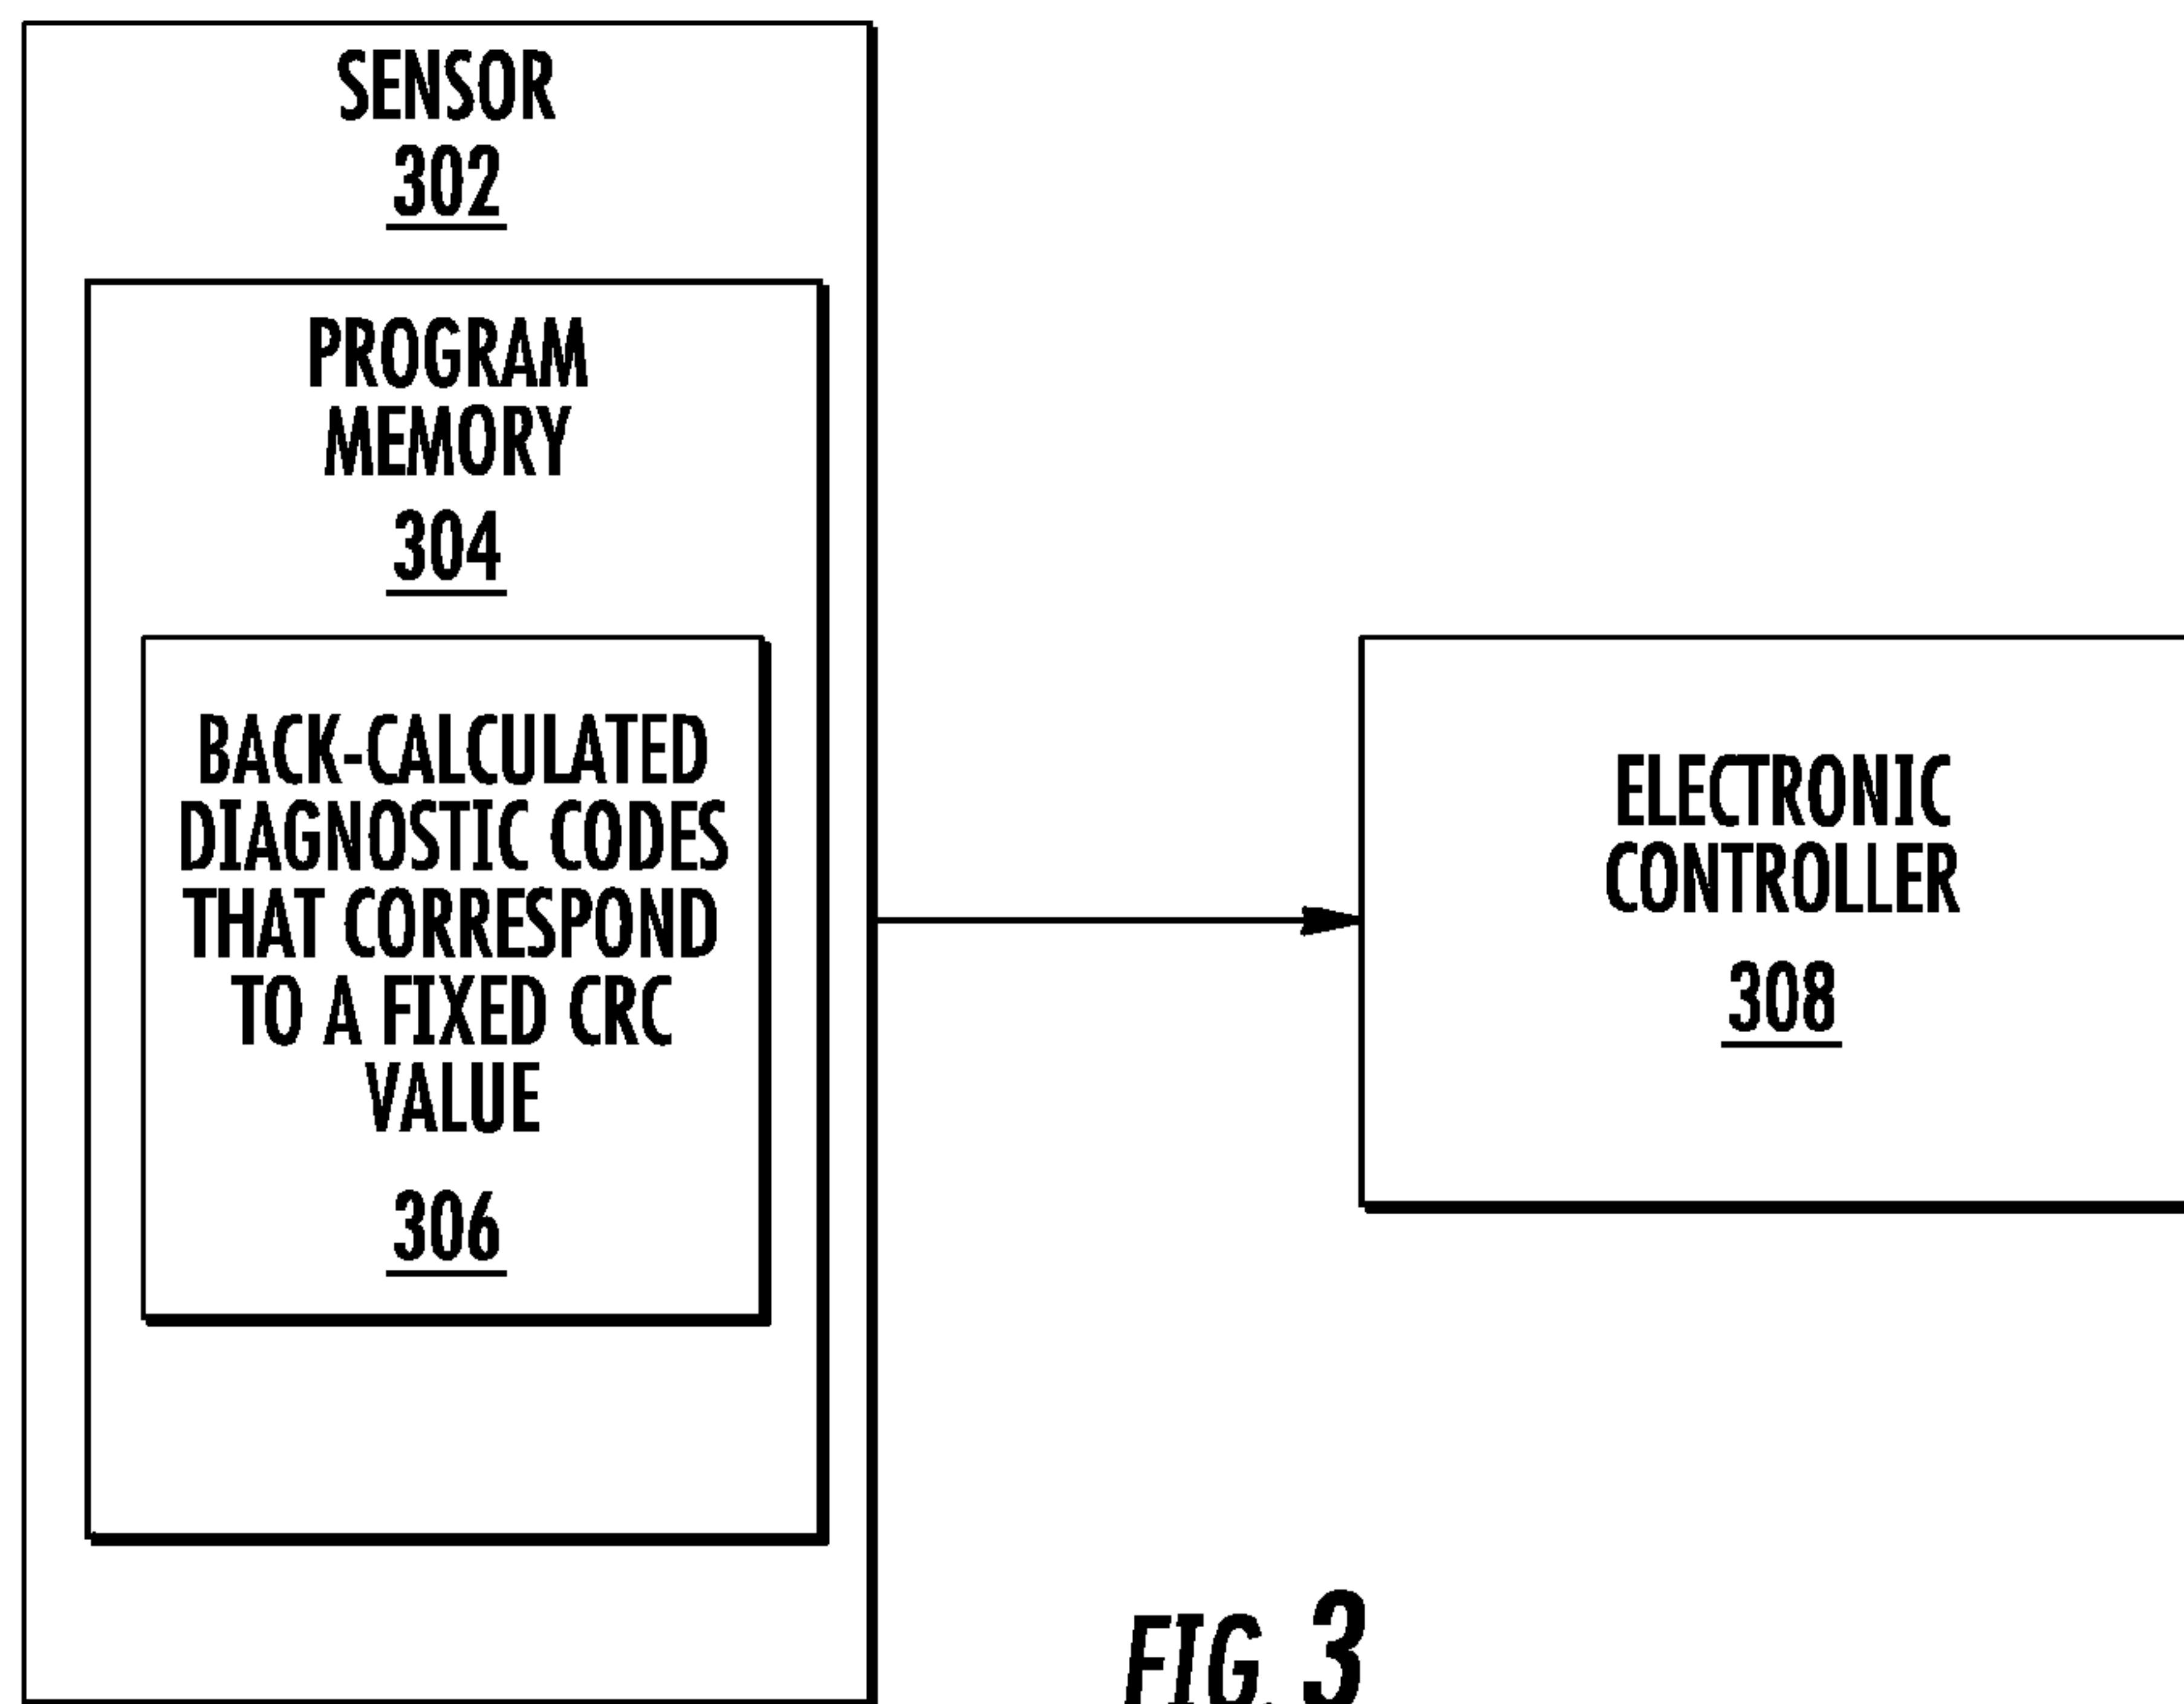 SENSOR
302
PROGRAM
MEMORY
304
BACK-CALCULATED
DIAGNOSTIC CODES
THAT CORRESPOND
TO A FIXED CRC
VALUE
306
ELECTRONIC
CONTROLLER
308
FIG. 3